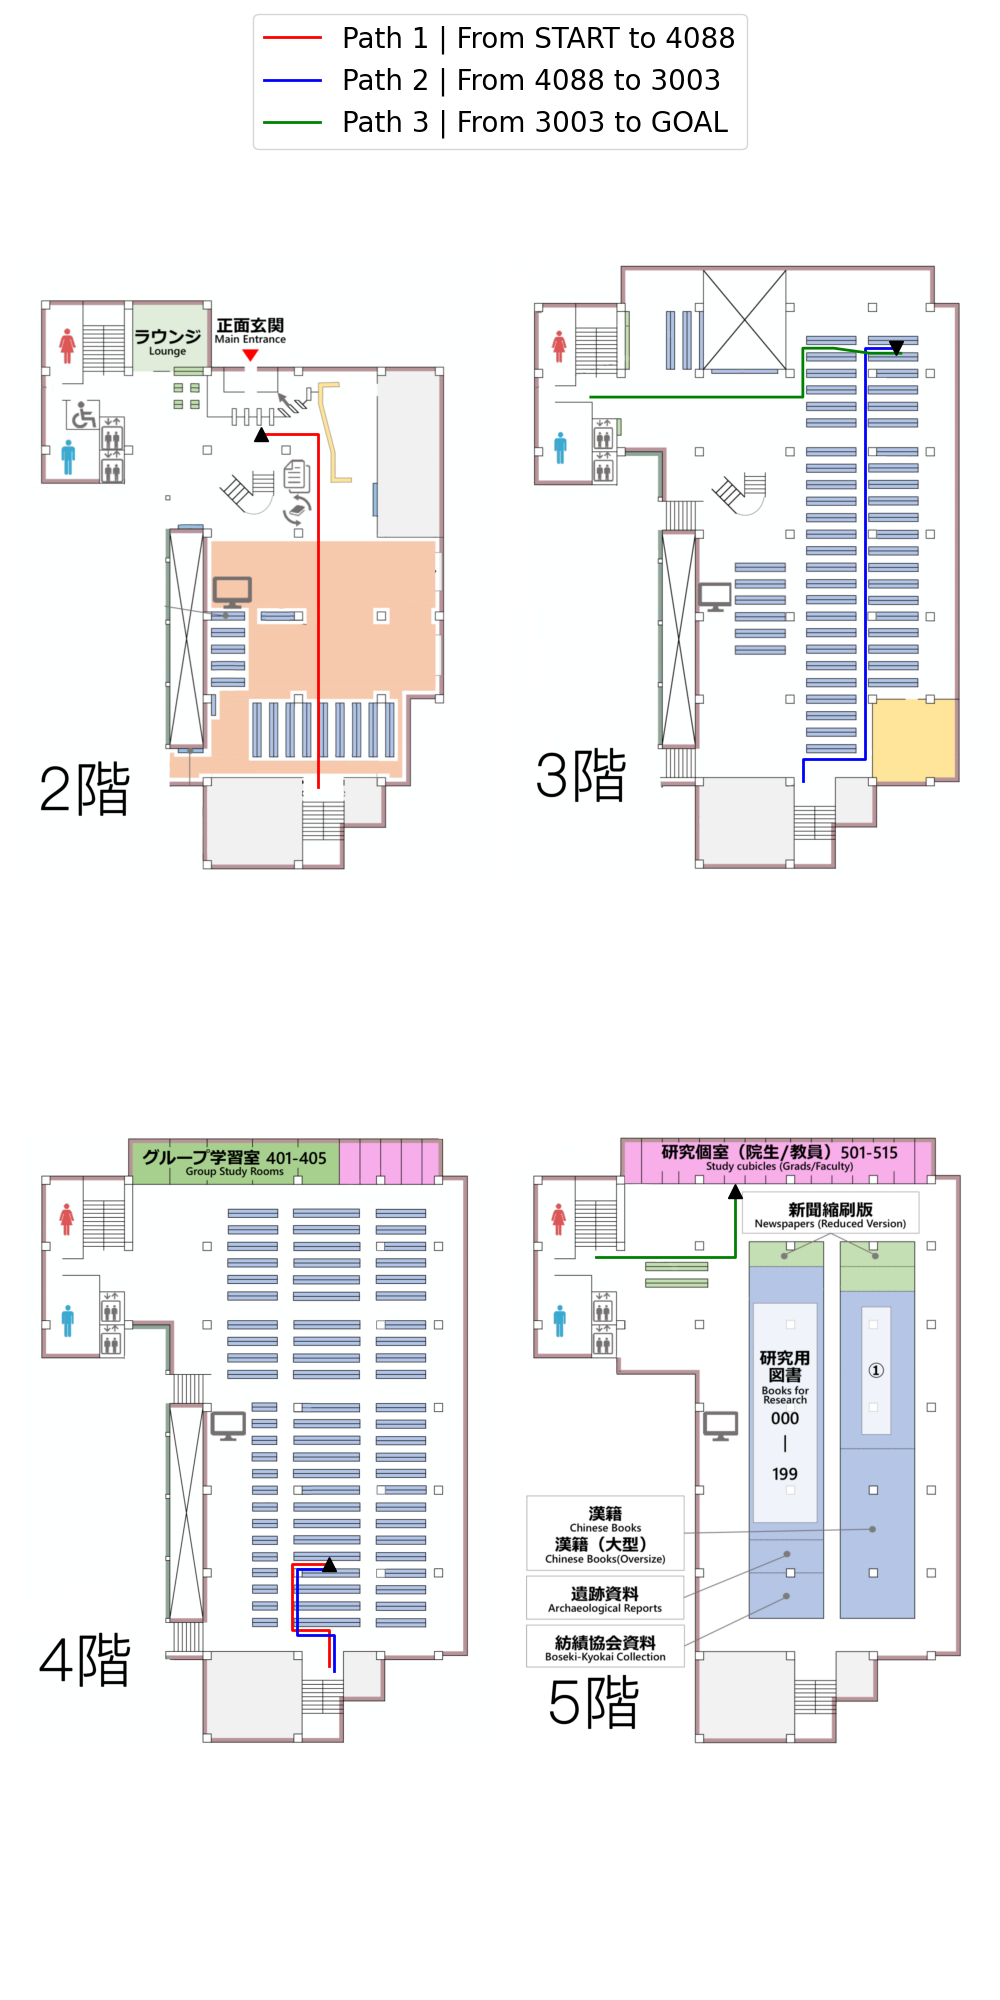 Path 1 | From START to 4088
Path 2 | From 4088 to 3003
Path 3 | From 3003 to GOAL
ラウンジ
Lounge
正面玄関
Main Entrance
2階
3階
グループ学習室 401-405
Group Study Rooms
4階
研究個室（院生/教員）501-515
Study cubicles (Grads/Faculty)
新聞縮刷版
Newspapers (Reduced Version)
研究用
図書
Books for
Research
000
|
199
①
漢籍
Chinese Books
漢籍（大型）
Chinese Books(Oversize)
遺跡資料
Archaeological Reports
紡績協会資料
Boseki-Kyokai Collection
5階